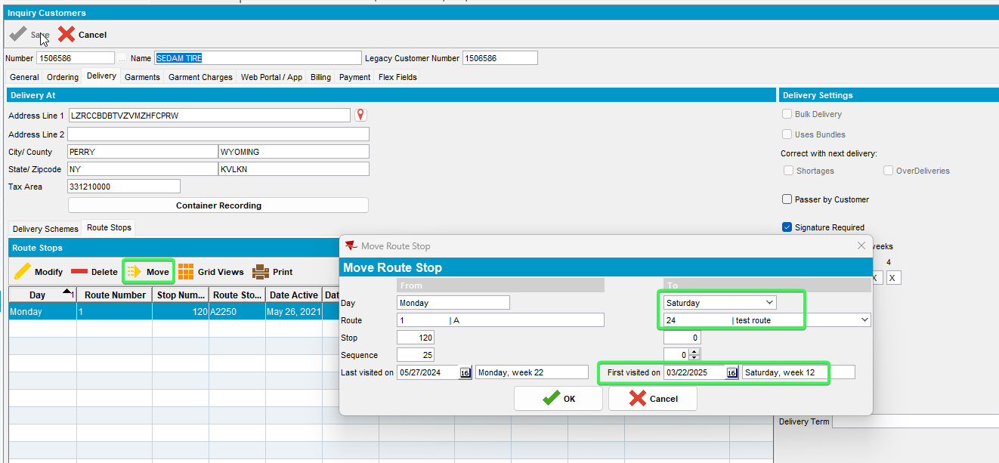 Inquiry Customers
Save Cancel
Number 1506586 ... Name SEDAM TIRE Legacy Customer Number 1506586
General Ordering Delivery Garments Garment Charges Web Portal / App Billing Payment Flex Fields
Delivery At Delivery Settings
Address Line 1 LZRCCBDBTVZVMZHFCPRW Bulk Delivery
Address Line 2 Uses Bundles
City/ County PERRY WYOMING Correct with next delivery:
State/ Zipcode NY KVLKN Shortages OverDeliveries
Tax Area 331210000
Container Recording Passer by Customer
Delivery Schemes Route Stops Signature Required
Route Stops Move Route Stop weeks
Move Route Stop 4
Modify Delete Move Grid Views Print X X
From To
Day 1 Route Number Stop Num... Route Sto... Date Active Dat
Day Monday Saturday
Monday 1 120 A2250 May 26, 2021
Route 1 | A 24 | test route
Stop 120 0
Sequence 25 0
Last visited on 05/27/2024 16 Monday, week 22 First visited on 03/22/2025 16 Saturday, week 12
OK Cancel
Delivery Term